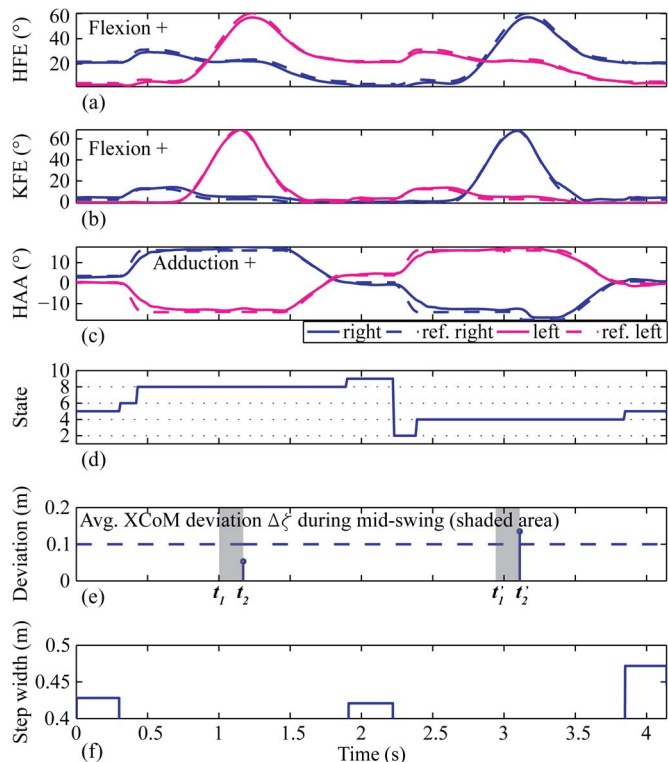 HFE (°)
60
40
20
Flexion +
(a)
KFE (°)
60
40
20
0
Flexion +
(b)
HAA (°)
10
0
−10
Adduction +
(c)
right
ref. right
left
ref. left
State
10
8
6
4
2
(d)
Deviation (m)
0.2
0.1
0
Avg. XCoM deviation Δζ during mid-swing (shaded area)
(e)
t1 t2
t'1 t'2
Step width (m)
0.5
0.45
0.4
0 0.5 1 1.5 2 2.5 3 3.5 4
(f)
Time (s)